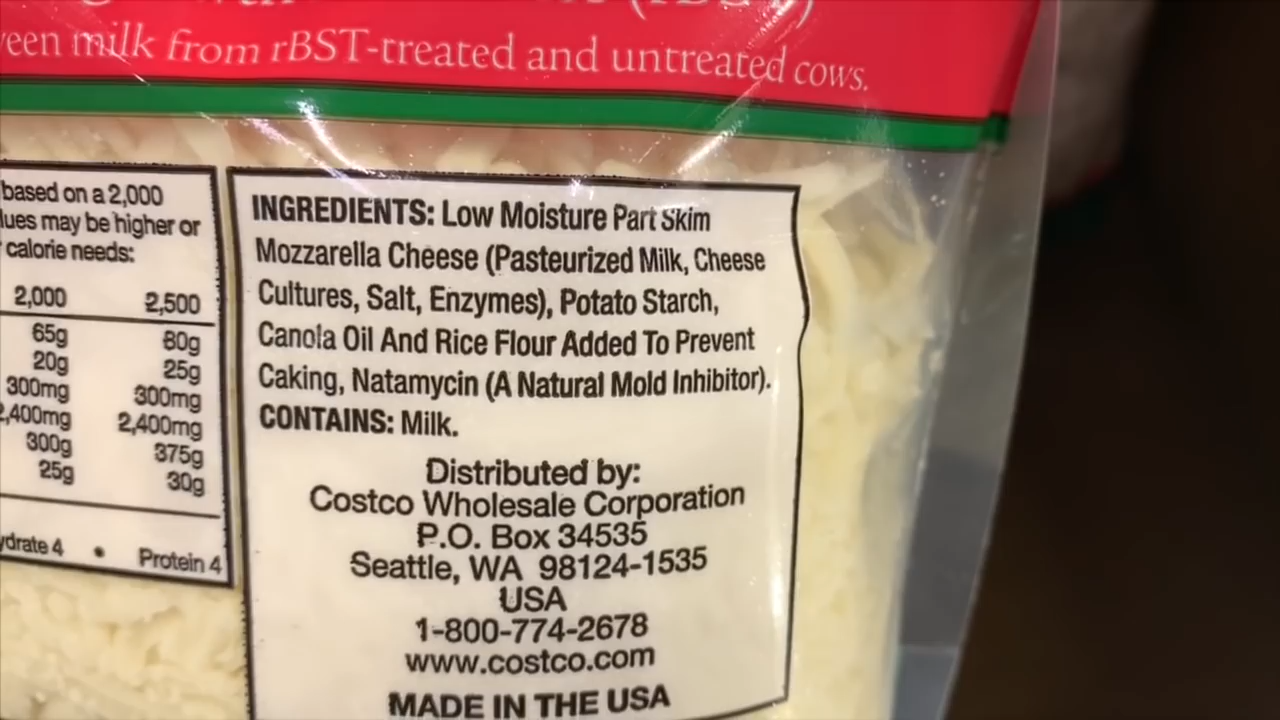 (rBST)
milk from rBST-treated and untreated cows.
based on a 2,000
may be higher or
calorie needs:
2,000 2,500
65g 80g
20g 25g
300mg 300mg
2,400mg 2,400mg
300g 375g
25g 30g
4 • Protein 4
INGREDIENTS: Low Moisture Part Skim
Mozzarella Cheese (Pasteurized Milk, Cheese
Cultures, Salt, Enzymes), Potato Starch,
Canola Oil And Rice Flour Added To Prevent
Caking, Natamycin (A Natural Mold Inhibitor).
CONTAINS: Milk.
Distributed by:
Costco Wholesale Corporation
P.O. Box 34535
Seattle, WA 98124-1535
USA
1-800-774-2678
www.costco.com
MADE IN THE USA